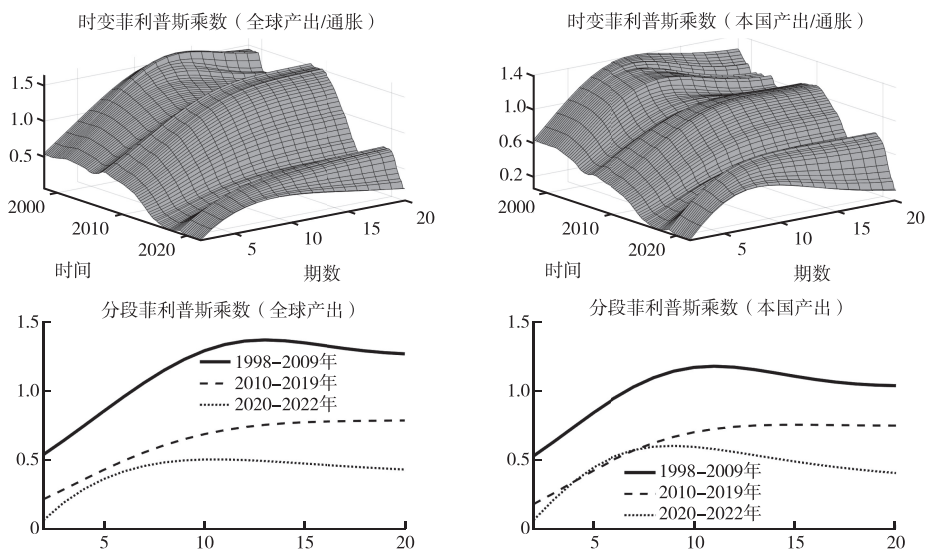 时变菲利普斯乘数（全球产出/通胀）
1.5
1.0
0.5
2000
2010
2020
时间
5
10
15
20
期数
时变菲利普斯乘数（本国产出/通胀）
1.4
1.0
0.6
0.2
2000
2010
2020
时间
5
10
15
20
期数
分段菲利普斯乘数（全球产出）
1.5
1.0
0.5
0
5
10
15
20
1998–2009年
2010–2019年
2020–2022年
分段菲利普斯乘数（本国产出）
1.5
1.0
0.5
0
5
10
15
20
1998–2009年
2010–2019年
2020–2022年